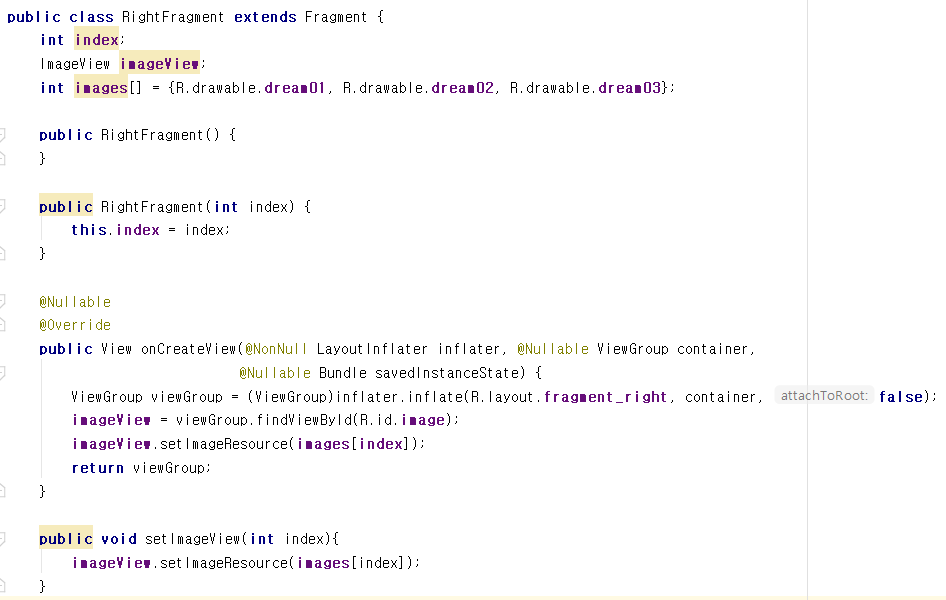 public class RightFragment extends Fragment {
int index;
ImageView imageView;
int images[] = {R.drawable.dream01, R.drawable.dream02, R.drawable.dream03};
public RightFragment() {
}
public RightFragment(int index) {
this.index = index;
}
@Nullable
@Override
public View onCreateView(@NonNull LayoutInflater inflater, @Nullable ViewGroup container,
@Nullable Bundle savedInstanceState) {
ViewGroup viewGroup = (ViewGroup)inflater.inflate(R.layout.fragment_right, container, attachToRoot: false);
imageView = viewGroup.findViewById(R.id.image);
imageView.setImageResource(images[index]);
return viewGroup;
}
public void setImageView(int index){
imageView.setImageResource(images[index]);
}